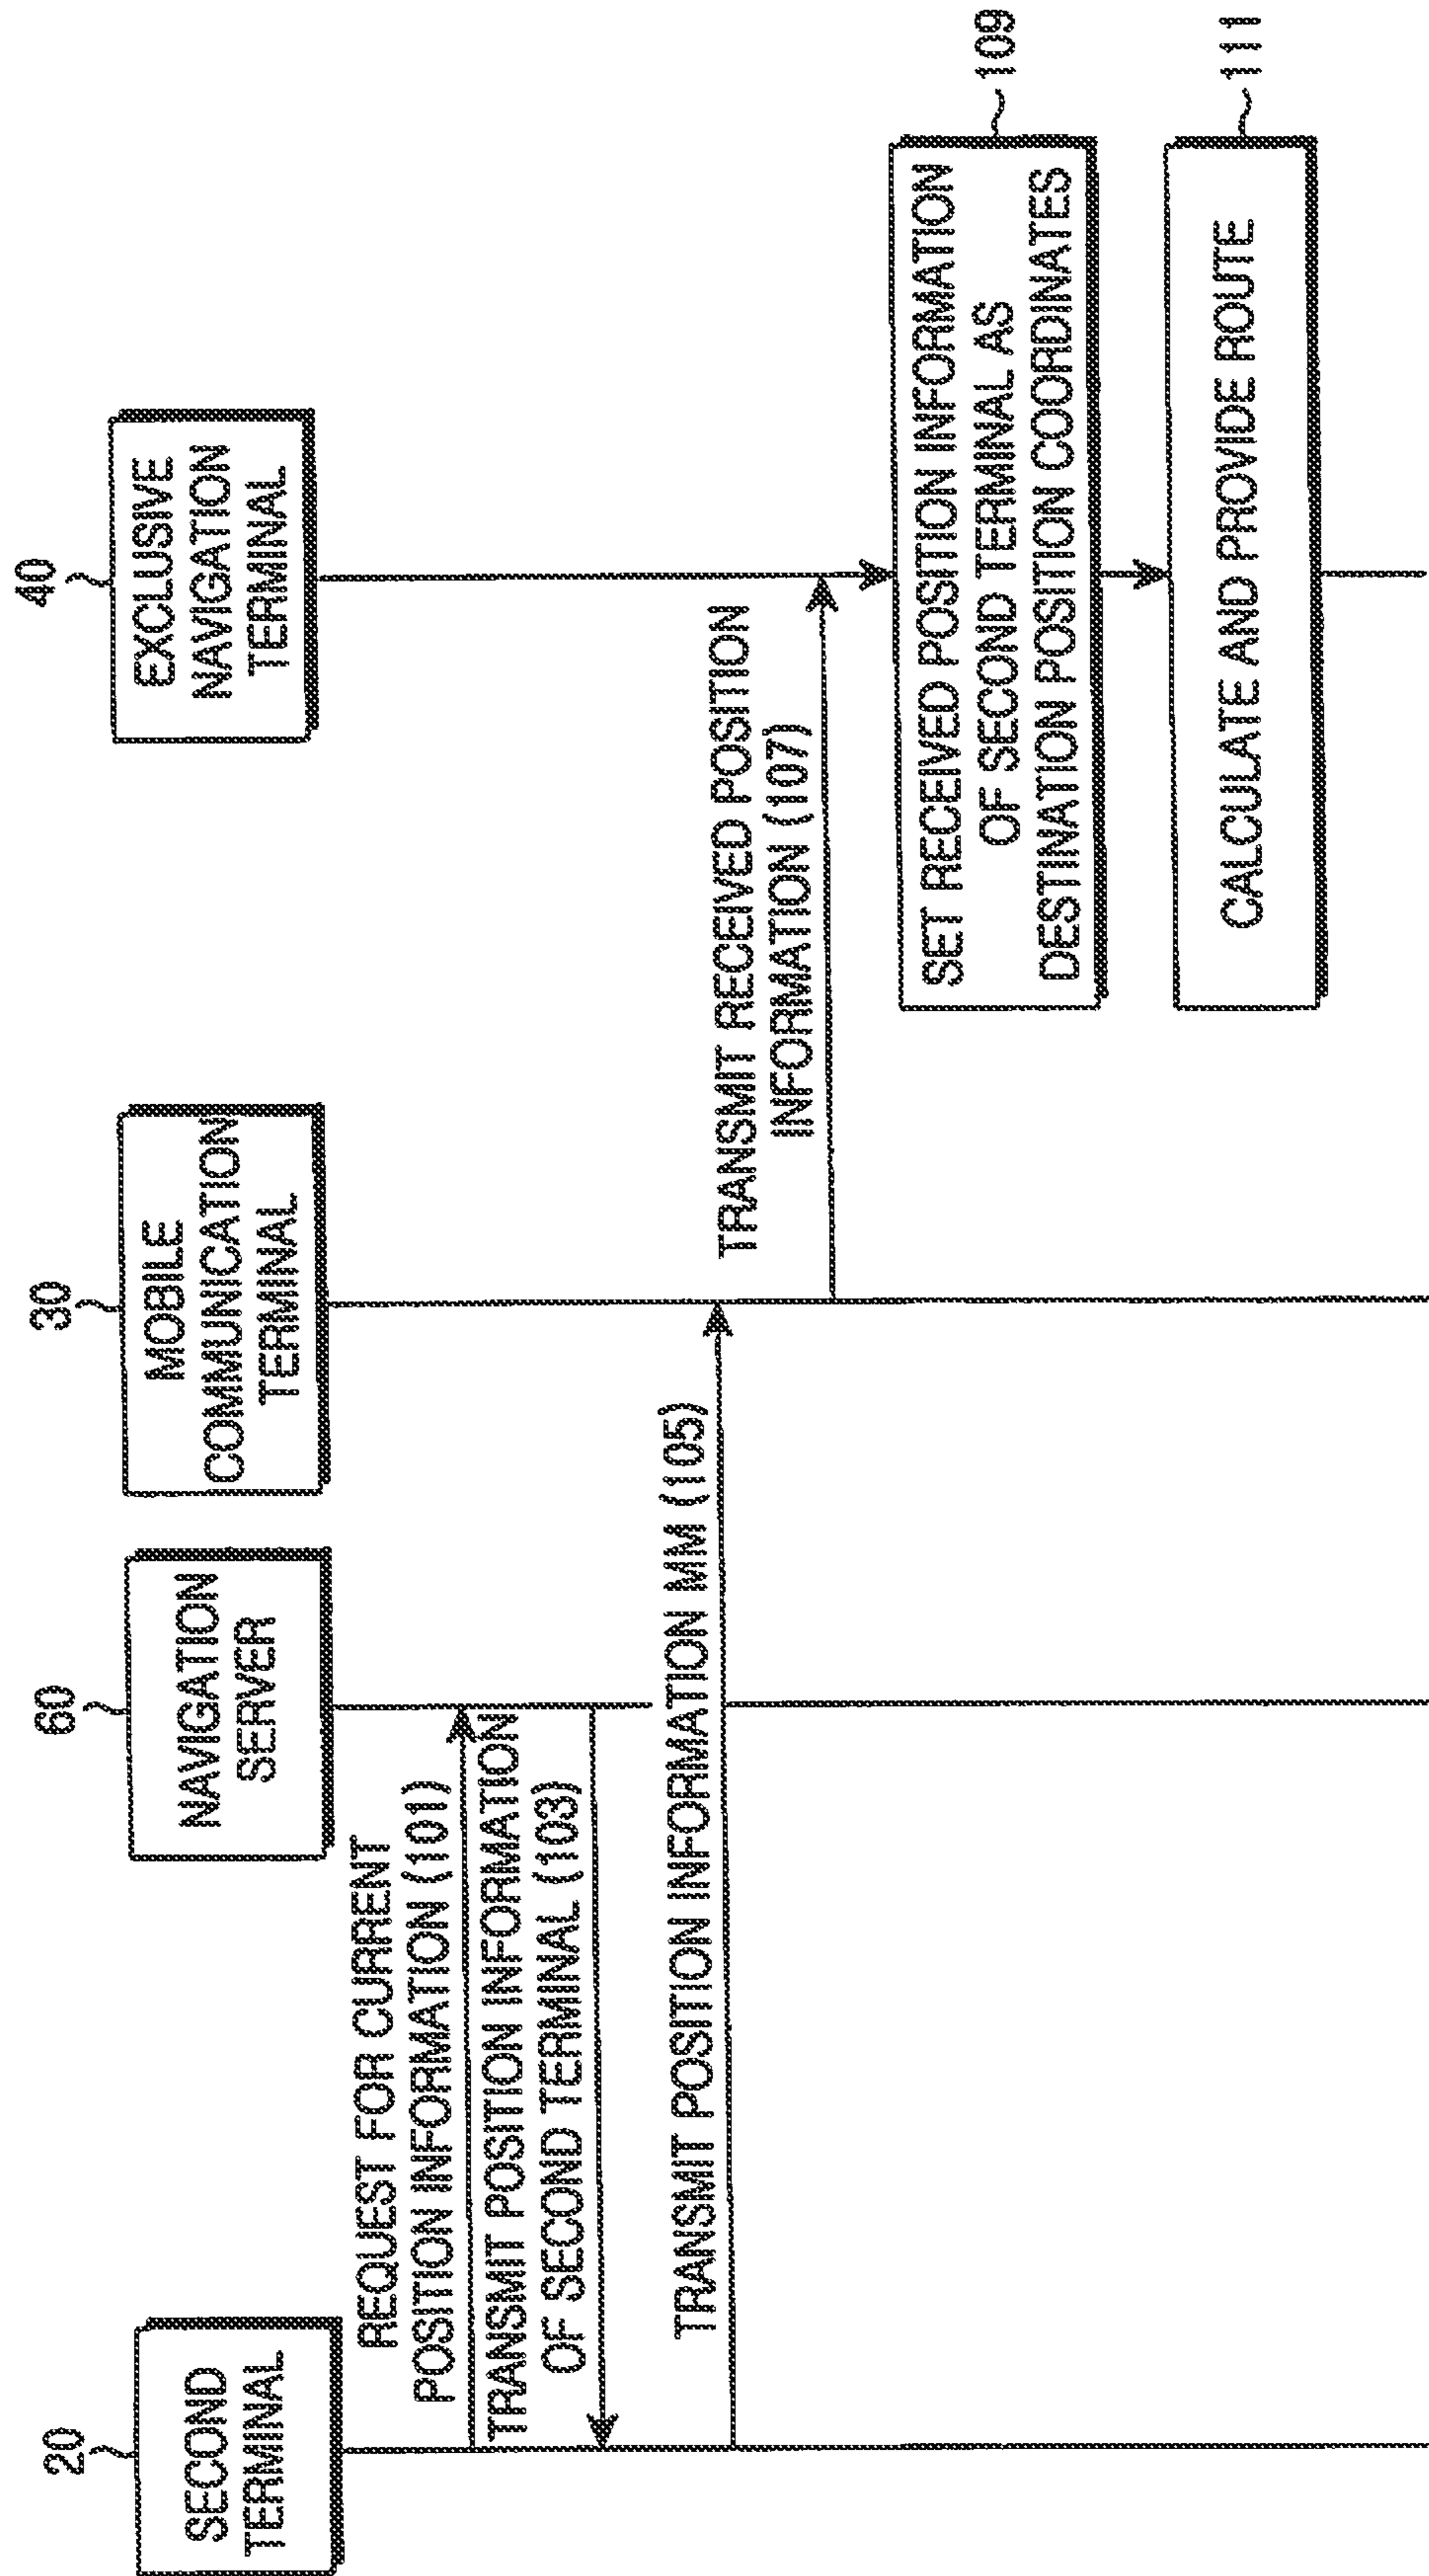 20
SECOND
TERMINAL
60
NAVIGATION
SERVER
30
MOBILE
COMMUNICATION
TERMINAL
40
EXCLUSIVE
NAVIGATION
TERMINAL
REQUEST FOR CURRENT
POSITION INFORMATION (101)
TRANSMIT POSITION INFORMATION
OF SECOND TERMINAL (103)
TRANSMIT POSITION INFORMATION MM (105)
TRANSMIT RECEIVED POSITION
INFORMATION (107)
SET RECEIVED POSITION INFORMATION
OF SECOND TERMINAL AS
DESTINATION POSITION COORDINATES
109
CALCULATE AND PROVIDE ROUTE
111